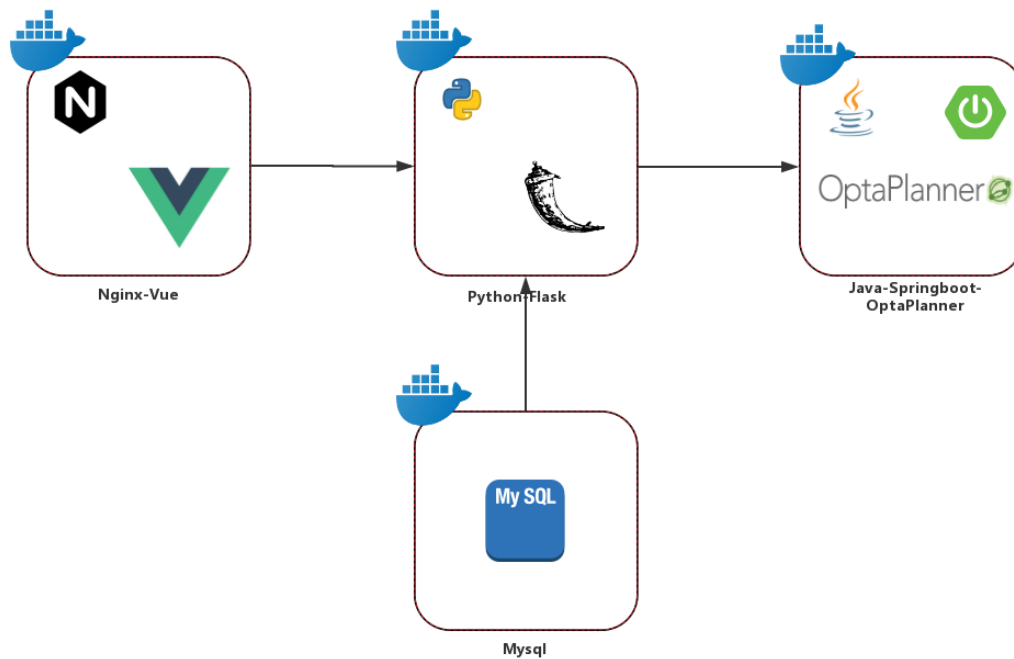 N
OptaPlanner
Nginx-Vue
Python-Flask
Java-Springboot-
OptaPlanner
My SQL
Mysql